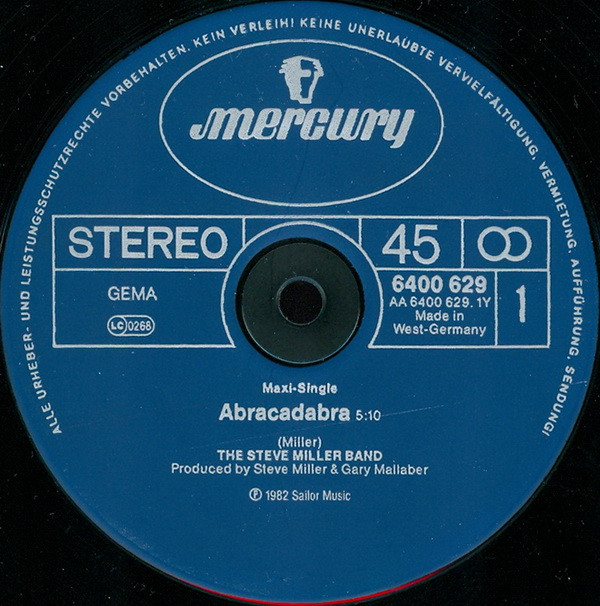 ALLE URHEBER- UND LEISTUNGSSCHUTZRECHTE VORBEHALTEN. KEIN VERLEIH! KEINE UNERLAUBTE VERVIELFÄLTIGUNG, VERMIETUNG, AUFFÜHRUNG, SENDUNG!
mercury
STEREO
45
GEMA
LC 0268
6400 629
AA 6400 629.1Y
Made in
West-Germany
1
Maxi-Single
Abracadabra 5:10
(Miller)
THE STEVE MILLER BAND
Produced by Steve Miller & Gary Mallaber
℗ 1982 Sailor Music